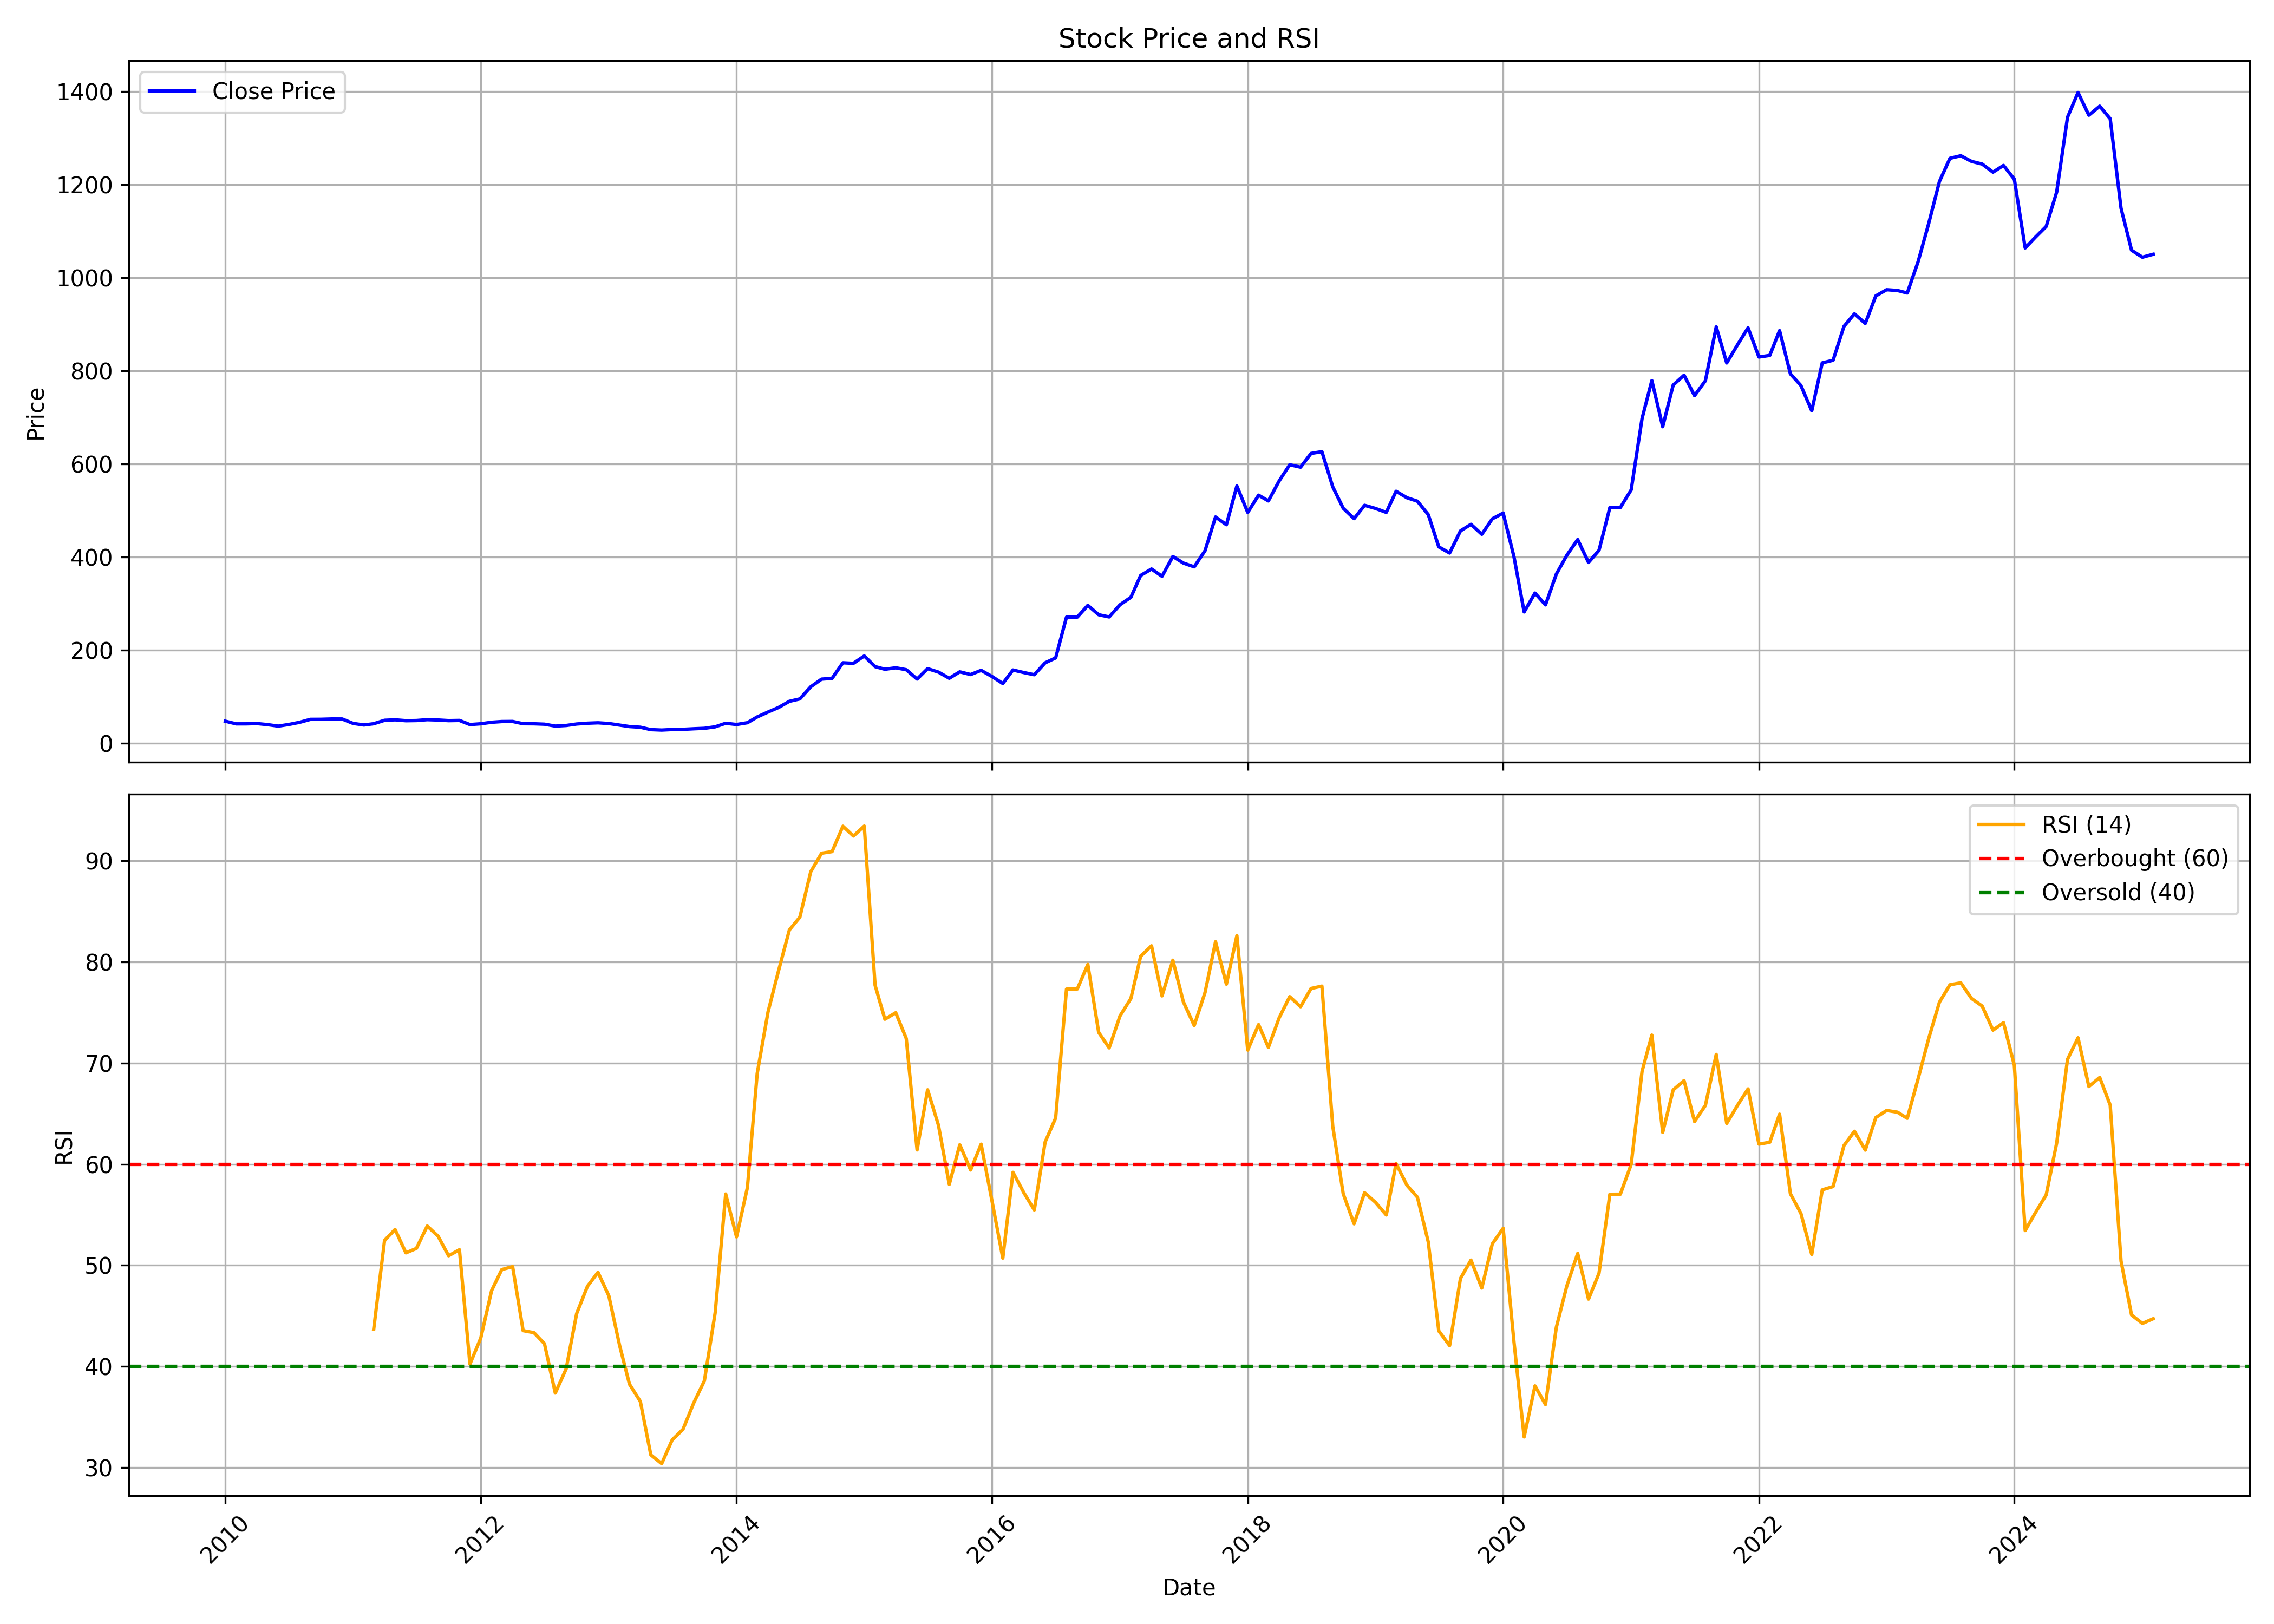 Stock Price and RSI
Close Price
1400
1200
1000
800
600
400
200
0
Price
RSI (14)
Overbought (60)
Oversold (40)
90
80
70
60
50
40
30
RSI
2010
2012
2014
2016
2018
2020
2022
2024
Date